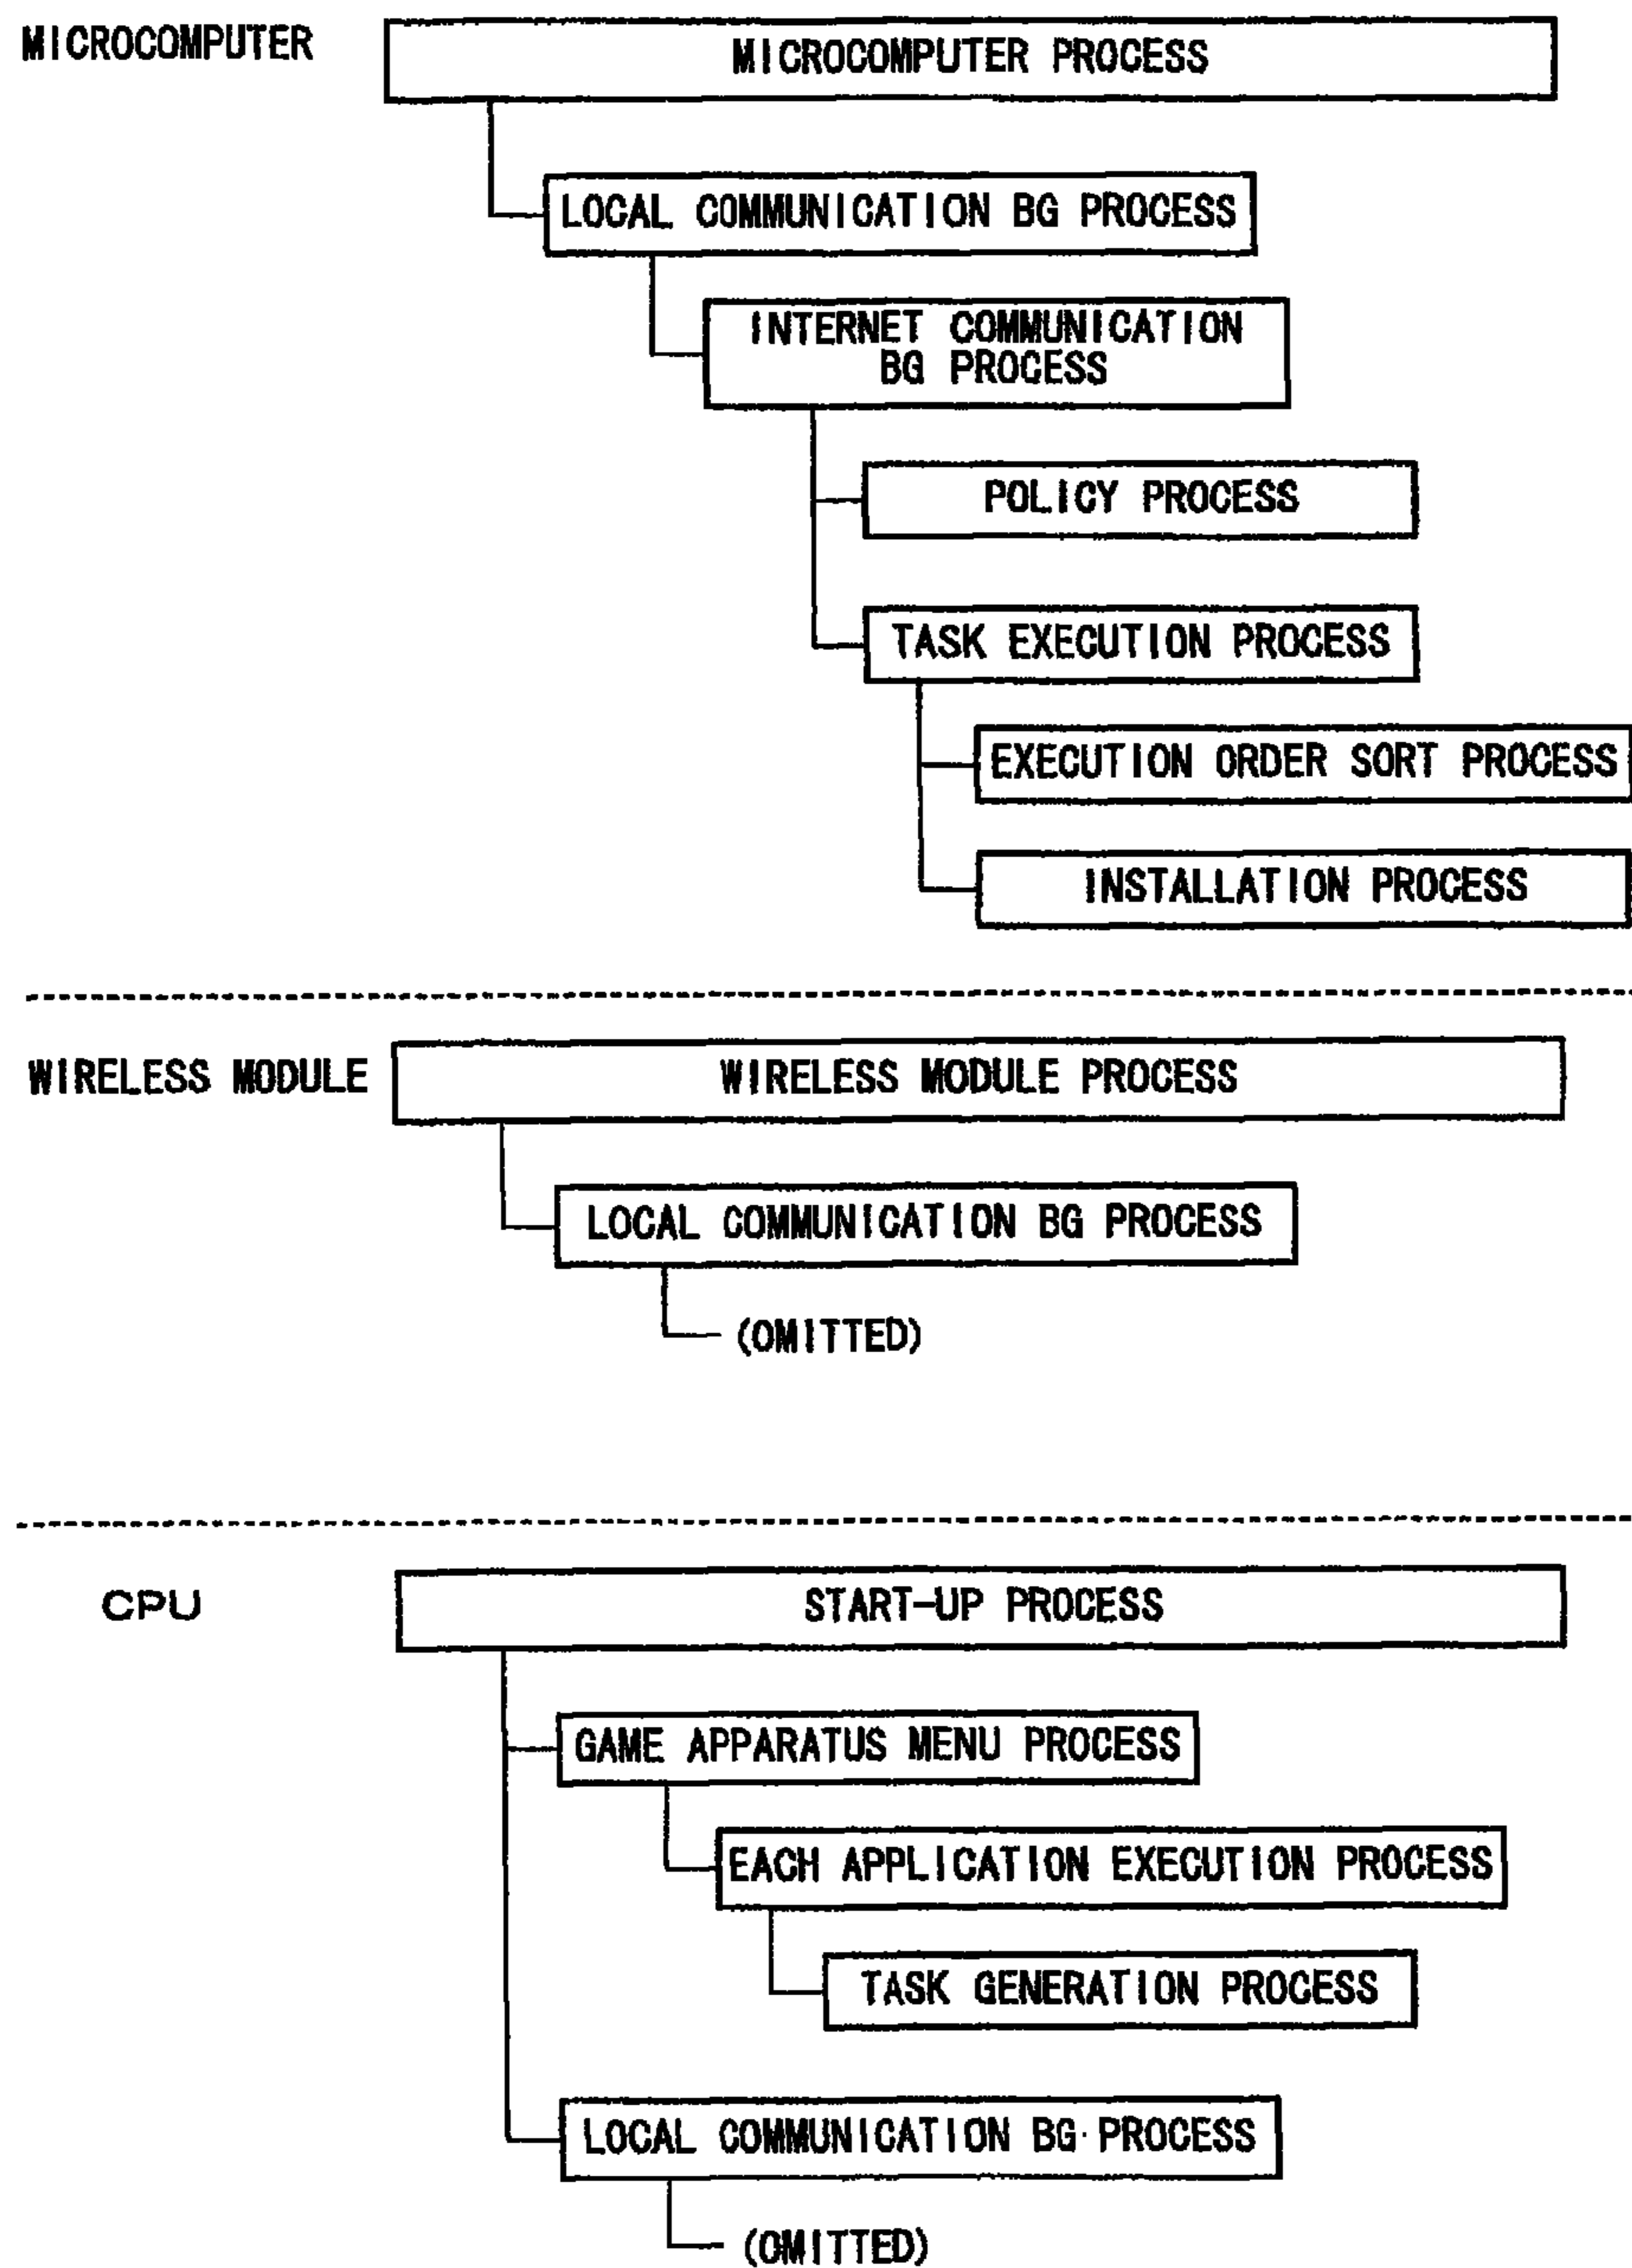 MICROCOMPUTER
MICROCOMPUTER PROCESS
LOCAL COMMUNICATION BG PROCESS
INTERNET COMMUNICATION
BG PROCESS
POLICY PROCESS
TASK EXECUTION PROCESS
EXECUTION ORDER SORT PROCESS
INSTALLATION PROCESS
WIRELESS MODULE
WIRELESS MODULE PROCESS
LOCAL COMMUNICATION BG PROCESS
(OMITTED)
CPU
START-UP PROCESS
GAME APPARATUS MENU PROCESS
EACH APPLICATION EXECUTION PROCESS
TASK GENERATION PROCESS
LOCAL COMMUNICATION BG PROCESS
(OMITTED)